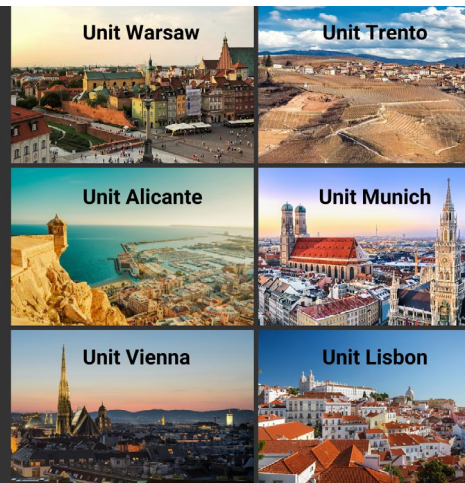 Unit Warsaw
Unit Trento
Unit Alicante
Unit Munich
Unit Vienna
Unit Lisbon